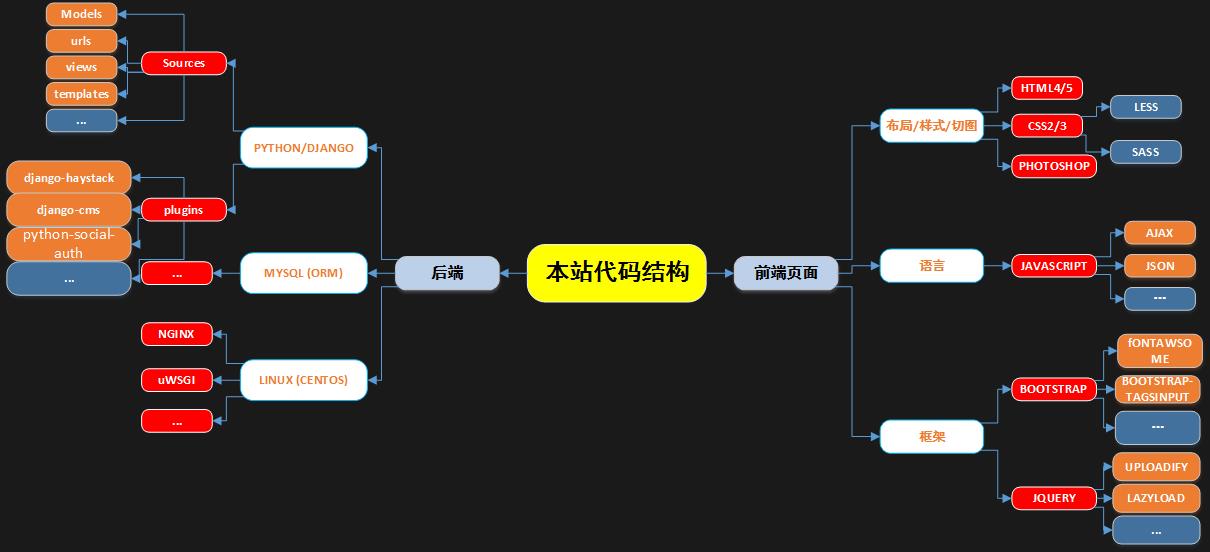 Models
urls
views
templates
...
Sources
PYTHON/DJANGO
django-haystack
django-cms
python-social-
auth
...
plugins
...
MYSQL (ORM)
后端
NGINX
uWSGI
...
LINUX (CENTOS)
本站代码结构
前端页面
布局/样式/切图
HTML4/5
CSS2/3
PHOTOSHOP
LESS
SASS
语言
JAVASCRIPT
AJAX
JSON
---
框架
BOOTSTRAP
fONTAWSO
ME
BOOTSTRAP-
TAGSINPUT
---
JQUERY
UPLOADIFY
LAZYLOAD
...